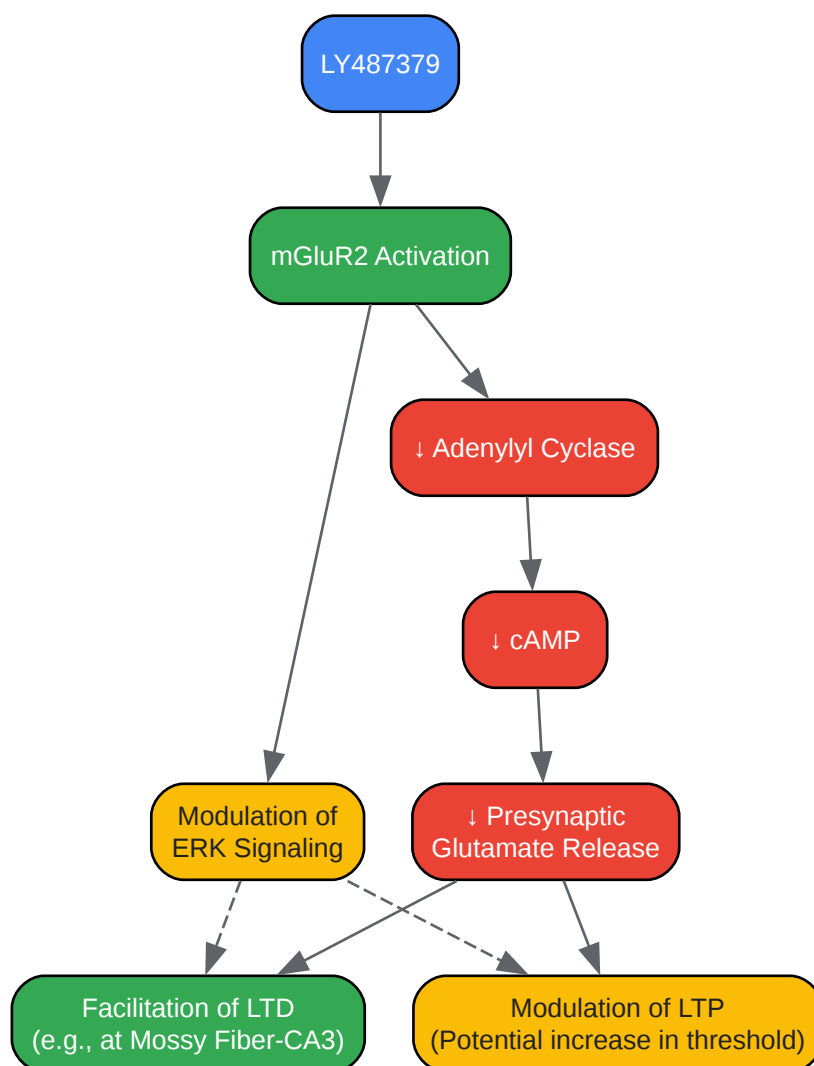 LY487379
mGluR2 Activation
↓ Adenylyl Cyclase
↓ cAMP
Modulation of
ERK Signaling
↓ Presynaptic
Glutamate Release
Facilitation of LTD
(e.g., at Mossy Fiber-CA3)
Modulation of LTP
(Potential increase in threshold)